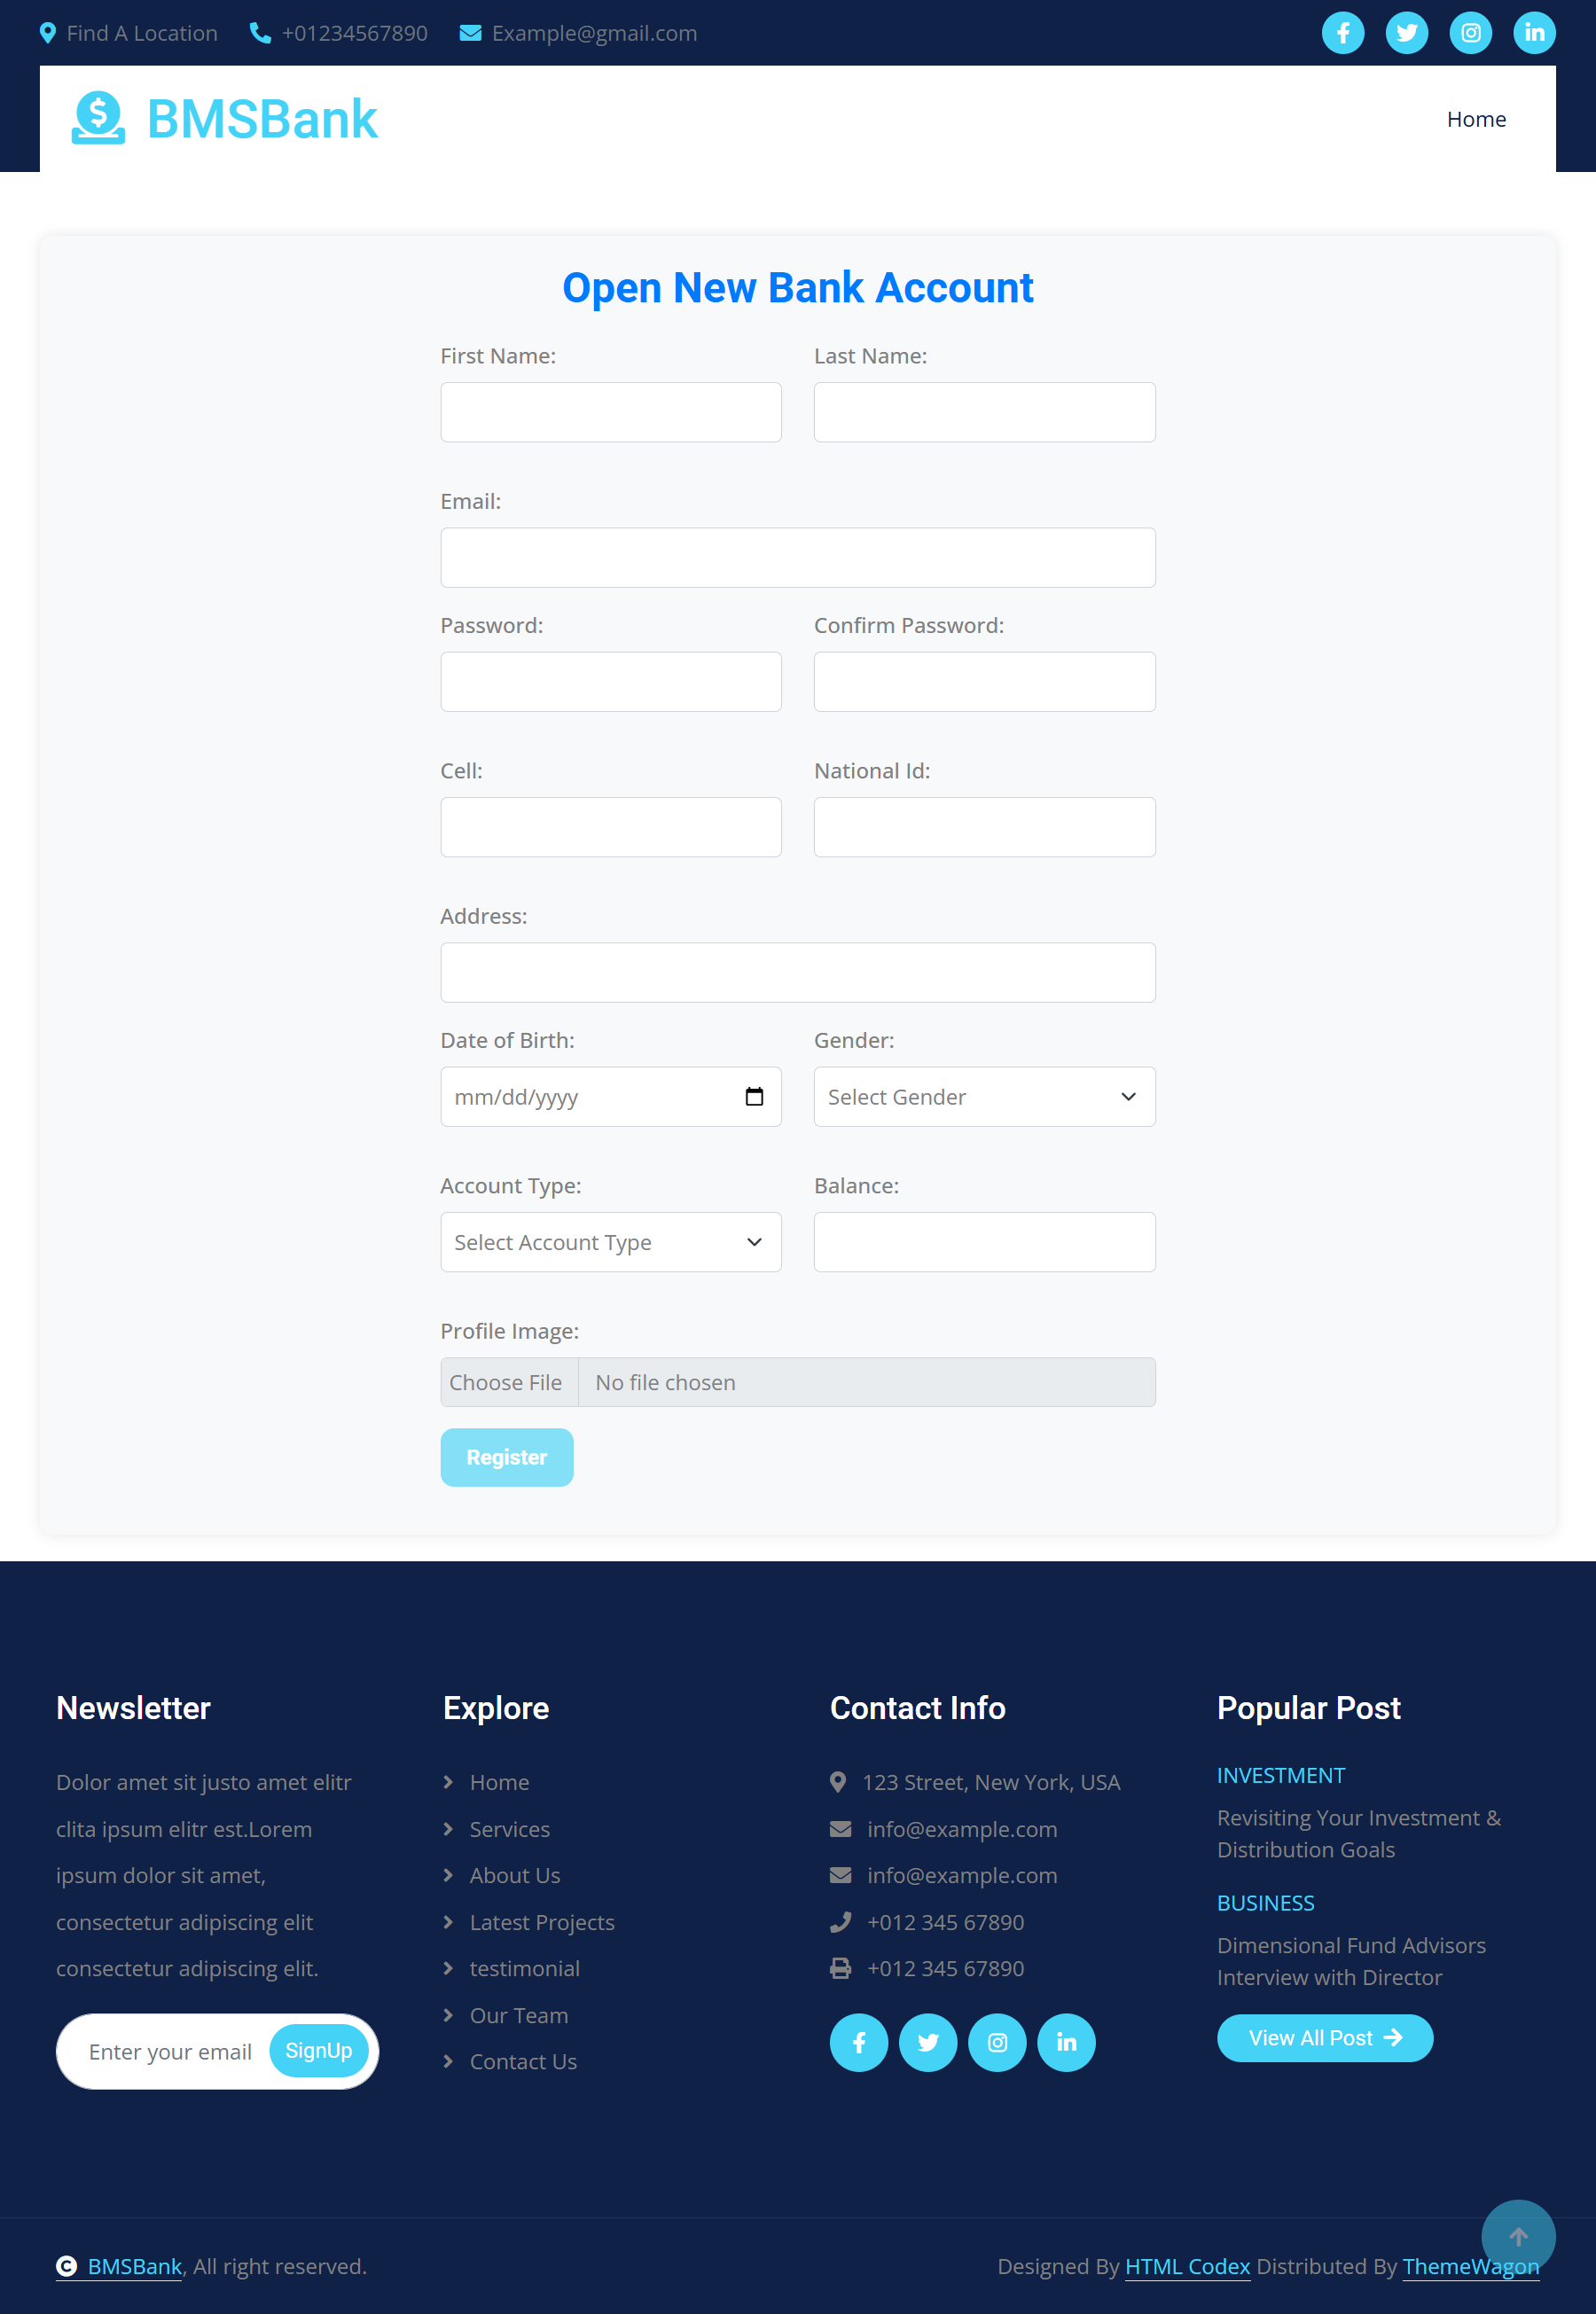 Find A Location +01234567890 Example@gmail.com
BMSBank
Home
Open New Bank Account
First Name: Last Name:
Email:
Password: Confirm Password:
Cell: National Id:
Address:
Date of Birth: Gender:
mm/dd/yyyy Select Gender
Account Type: Balance:
Select Account Type
Profile Image:
Choose File No file chosen
Register
Newsletter
Dolor amet sit justo amet elitr
clita ipsum elitr est.Lorem
ipsum dolor sit amet,
consectetur adipiscing elit
consectetur adipiscing elit.
Enter your email SignUp
Explore
Home
Services
About Us
Latest Projects
testimonial
Our Team
Contact Us
Contact Info
123 Street, New York, USA
info@example.com
info@example.com
+012 345 67890
+012 345 67890
Popular Post
INVESTMENT
Revisiting Your Investment &
Distribution Goals
BUSINESS
Dimensional Fund Advisors
Interview with Director
View All Post
BMSBank, All right reserved.
Designed By HTML Codex Distributed By ThemeWagon